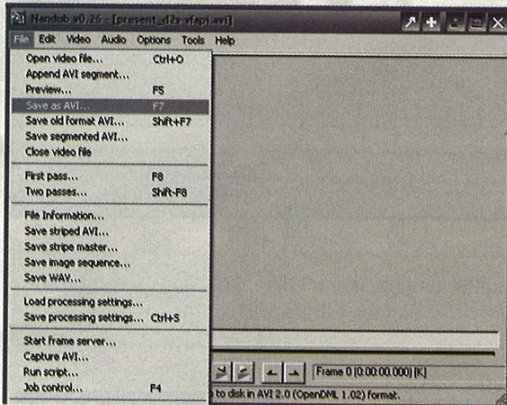 Nandub v0.26 - [present_d2v-vfapi.avi]
File Edit Video Audio Options Tools Help
Open video file... Ctrl+O
Append AVI segment...
Preview... F5
Save as AVI... F7
Save old format AVI... Shift+F7
Save segmented AVI...
Close video file
First pass... F8
Two passes... Shift-F8
File Information...
Save striped AVI...
Save stripe master...
Save image sequence...
Save WAV...
Load processing settings...
Save processing settings... Ctrl+S
Start frame server...
Capture AVI...
Run script...
Job control... F4
Frame 0 [0:00:00.000] [K]
to disk in AVI 2.0 (OpenDML 1.02) format.